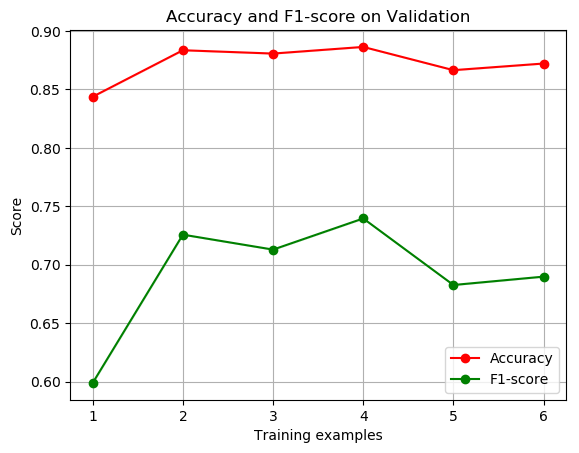 Accuracy and F1-score on Validation
0.90
0.85
0.80
0.75
0.70
0.65
0.60
Score
Accuracy
F1-score
1 2 3 4 5 6
Training examples